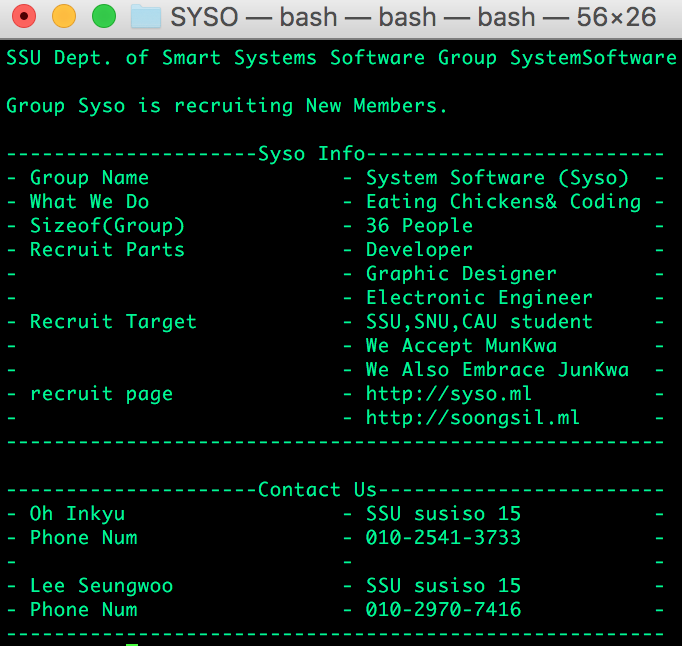 SYSO — bash — bash — bash — 56×26
SSU Dept. of Smart Systems Software Group SystemSoftware
Group Syso is recruiting New Members.
---------------------Syso Info-------------------------
- Group Name                - System Software (Syso)  -
- What We Do                - Eating Chickens& Coding -
- Sizeof(Group)             - 36 People               -
- Recruit Parts             - Developer               -
-                           - Graphic Designer        -
-                           - Electronic Engineer     -
- Recruit Target            - SSU,SNU,CAU student     -
-                           - We Accept MunKwa        -
-                           - We Also Embrace JunKwa  -
- recruit page              - http://syso.ml          -
-                           - http://soongsil.ml      -
-------------------------------------------------------
---------------------Contact Us------------------------
- Oh Inkyu                  - SSU susiso 15           -
- Phone Num                 - 010-2541-3733           -
-                           -                         -
- Lee Seungwoo              - SSU susiso 15           -
- Phone Num                 - 010-2970-7416           -
-------------------------------------------------------